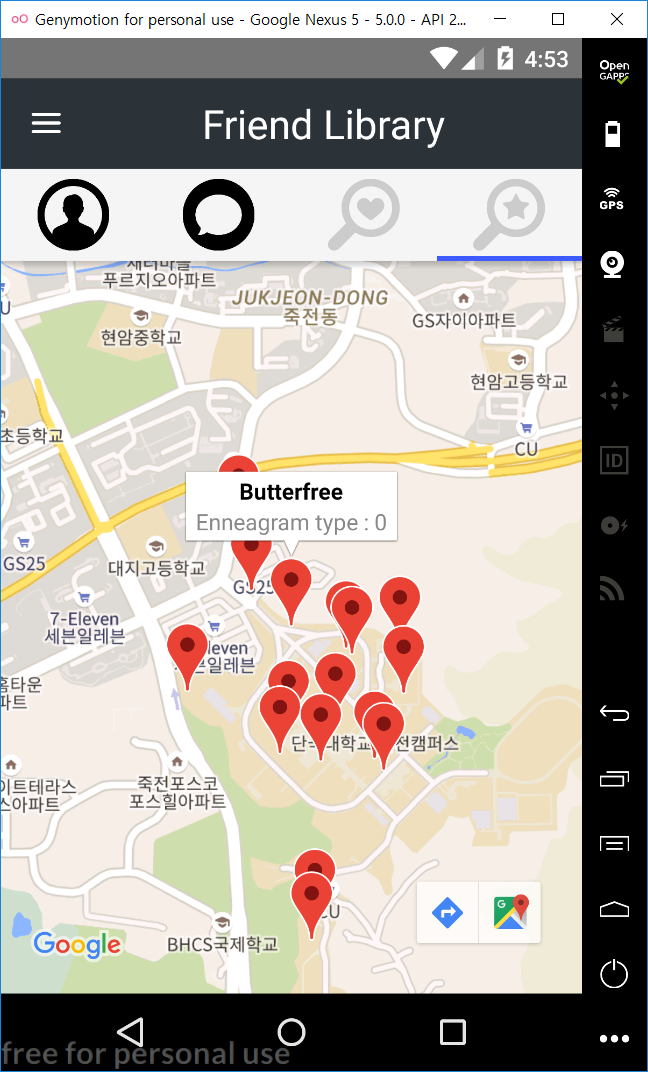 Genymotion for personal use - Google Nexus 5 - 5.0.0 - API 2...
4:53
Open
GAPPS
Friend Library
GPS
푸르지오아파트
JUKJEON-DONG
죽전동
GS자이아파트
현암중학교
현암고등학교
초등학교
CU
ID
Butterfree
Enneagram type : 0
GS25
대지고등학교
GS25
7-Eleven
세븐일레븐
leven
일레븐
홈타운
파트
단국대학교
전캠퍼스
이트테라스
스아파트
죽전포스코
포스힐아파트
CU
G
Google
BHCS국제학교
free for personal use